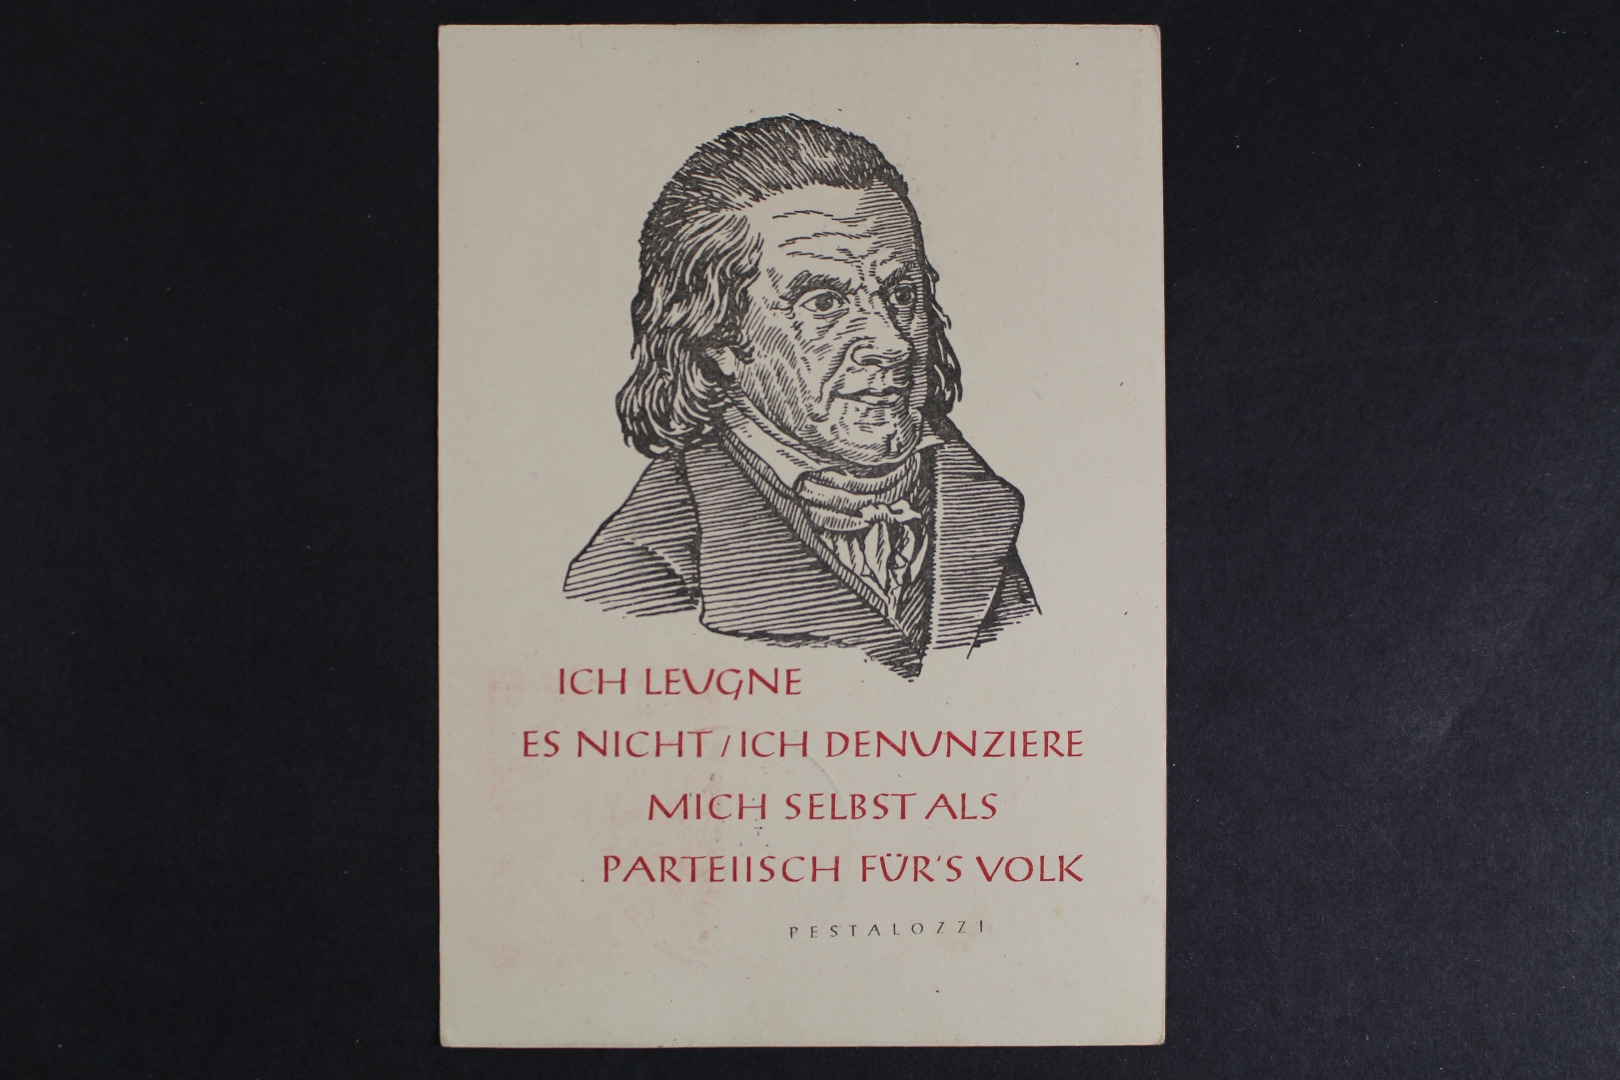 ICH LEUGNE
ES NICHT / ICH DENUNZIERE
MICH SELBST ALS
PARTEIISCH FÜR'S VOLK
PESTALOZZI